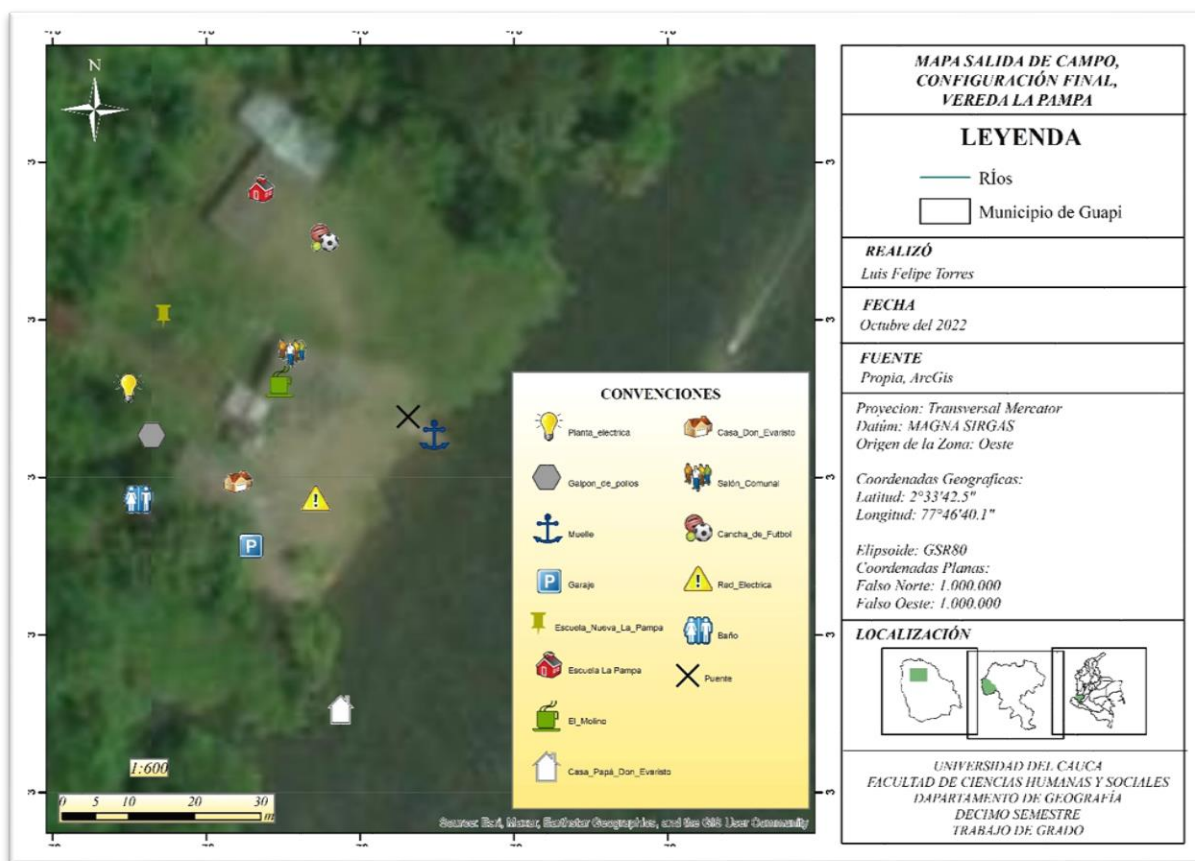 MAPA SALIDA DE CAMPO,
CONFIGURACIÓN FINAL,
VEREDA LA PAMPA
LEYENDA
RÍos
Municipio de Guapi
REALIZÓ
Luis Felipe Torres
FECHA
Octubre del 2022
FUENTE
Propia, ArcGis
Proyecion: Transversal Mercator
Datúm: MAGNA SIRGAS
Origen de la Zona: Oeste
Coordenadas Geograficas:
Latitud: 2°33'42.5"
Longitud: 77°46'40.1"
Elipsoide: GSR80
Coordenadas Planas:
Falso Norte: 1.000.000
Falso Oeste: 1.000.000
LOCALIZACIÓN
UNIVERSIDAD DEL CAUCA
FACULTAD DE CIENCIAS HUMANAS Y SOCIALES
DAPARTAMENTO DE GEOGRAFÍA
DECIMO SEMESTRE
TRABAJO DE GRADO
N
P
CONVENCIONES
Planta_electrica
Galpon_de_pollos
Muelle
P
Garaje
Escuela_Nueva_La_Pampa
Escuela La Pampa
El_Molino
Casa_Papá_Don_Evaristo
Casa_Don_Evaristo
Salón_Comunal
Cancha_de_Futbol
Red_Electrica
Baño
Puente
1:600
0 5 10 20 30
m
Source: Esri, Maxar, Earthstar Geographics, and the GIS User Community